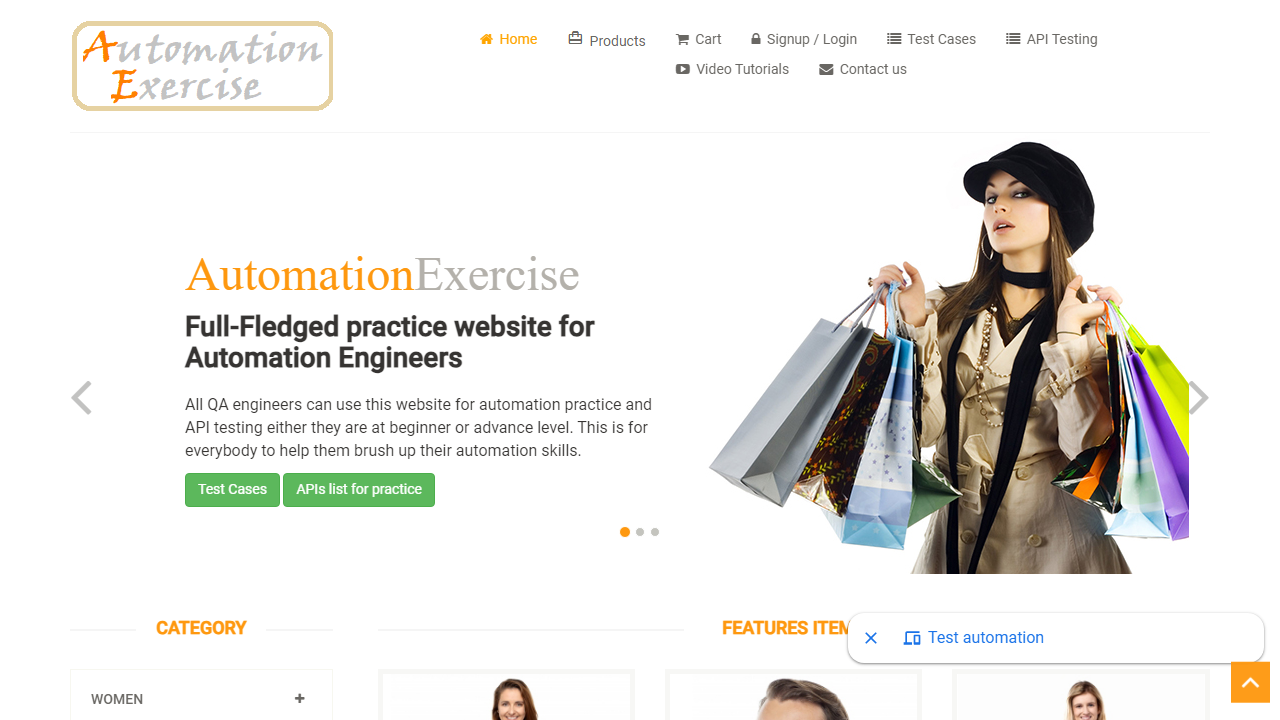 Automation
Exercise
Home
Products
Cart
Signup / Login
Test Cases
API Testing
Video Tutorials
Contact us
AutomationExercise
Full-Fledged practice website for
Automation Engineers
All QA engineers can use this website for automation practice and
API testing either they are at beginner or advance level. This is for
everybody to help them brush up their automation skills.
Test Cases
APIs list for practice
CATEGORY
FEATURES ITEM
Test automation
WOMEN